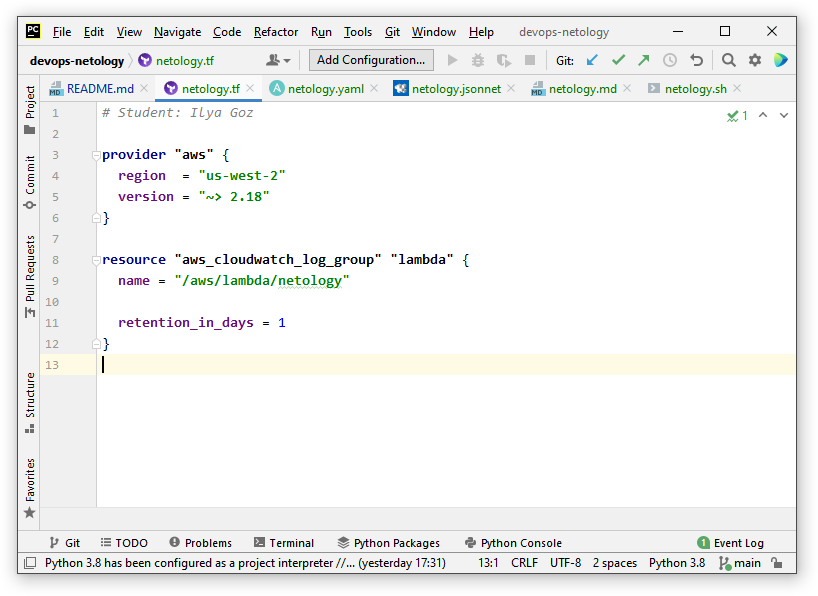 PC File Edit View Navigate Code Refactor Run Tools Git Window Help devops-netology
devops-netology netology.tf Add Configuration... Git:
README.md netology.tf netology.yaml netology.jsonnet netology.md netology.sh
Project
Commit
Pull Requests
Structure
Favorites
1 # Student: Ilya Goz
2
3 provider "aws" {
4   region  = "us-west-2"
5   version = "~> 2.18"
6 }
7
8 resource "aws_cloudwatch_log_group" "lambda" {
9   name = "/aws/lambda/netology"
10
11   retention_in_days = 1
12 }
13
1
Git TODO Problems Terminal Python Packages Python Console 1 Event Log
Python 3.8 has been configured as a project interpreter //... (yesterday 17:31) 13:1 CRLF UTF-8 2 spaces Python 3.8 main